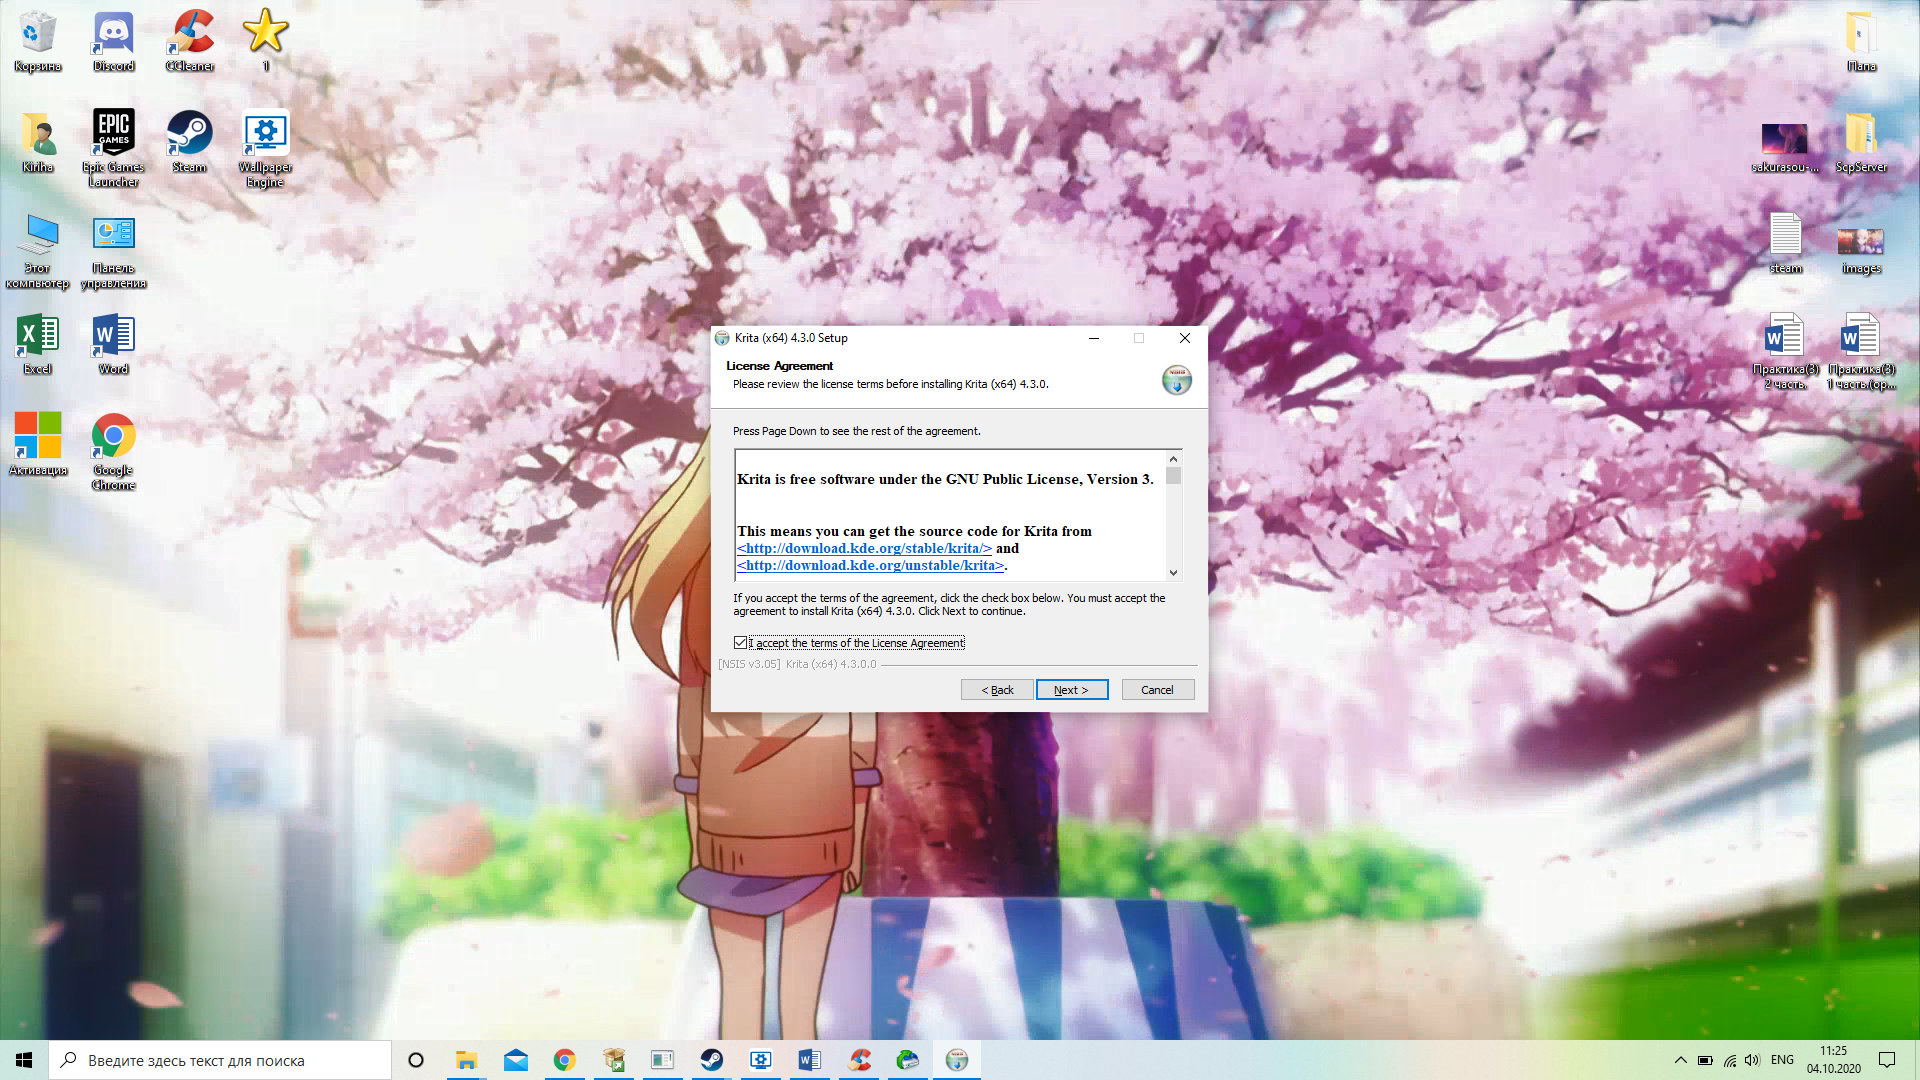 Корзина
Discord
CCleaner
1
Kiriha
EPIC
GAMES
Epic Games
Launcher
Steam
Wallpaper
Engine
Этот
компьютер
Панель
управления
Excel
Word
Активация
Google
Chrome
Папа
sakurasou-...
ScpServer
steam
images
Практика(3)
2 часть.
Практика(3)
1 часть.(ор...
Krita (x64) 4.3.0 Setup
License Agreement
Please review the license terms before installing Krita (x64) 4.3.0.
Press Page Down to see the rest of the agreement.
Krita is free software under the GNU Public License, Version 3.
This means you can get the source code for Krita from
<http://download.kde.org/stable/krita/> and
<http://download.kde.org/unstable/krita>.
If you accept the terms of the agreement, click the check box below. You must accept the
agreement to install Krita (x64) 4.3.0. Click Next to continue.
I accept the terms of the License Agreement
[NSIS v3.05] Krita (x64) 4.3.0.0
< Back
Next >
Cancel
Введите здесь текст для поиска
ENG
11:25
04.10.2020